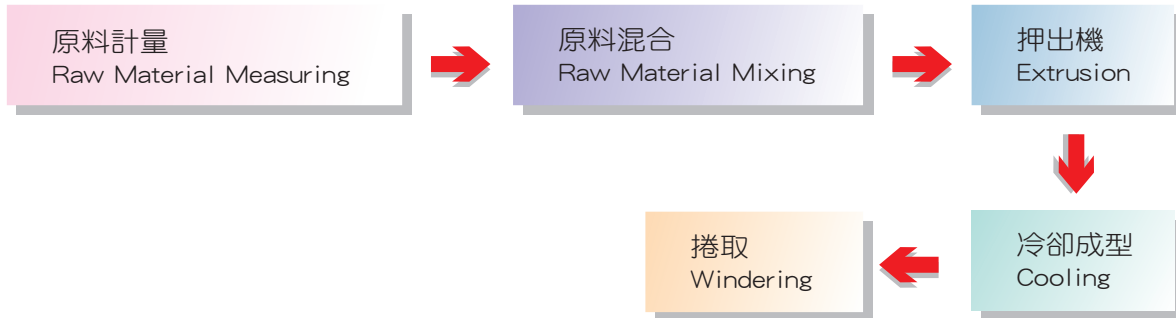 原料計量
Raw Material Measuring
原料混合
Raw Material Mixing
押出機
Extrusion
冷卻成型
Cooling
捲取
Windering